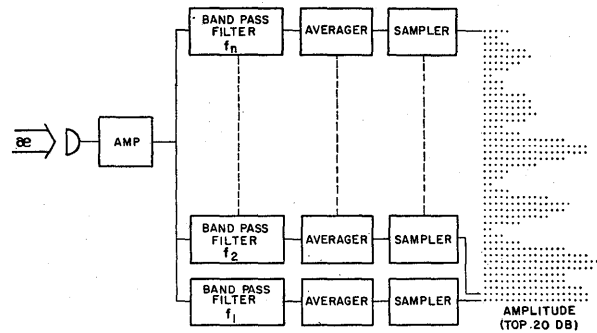 BAND PASS
FILTER
fn
AVERAGER
SAMPLER
æ
AMP
BAND PASS
FILTER
f2
AVERAGER
SAMPLER
BAND PASS
FILTER
f1
AVERAGER
SAMPLER
AMPLITUDE
(TOP 20 DB)